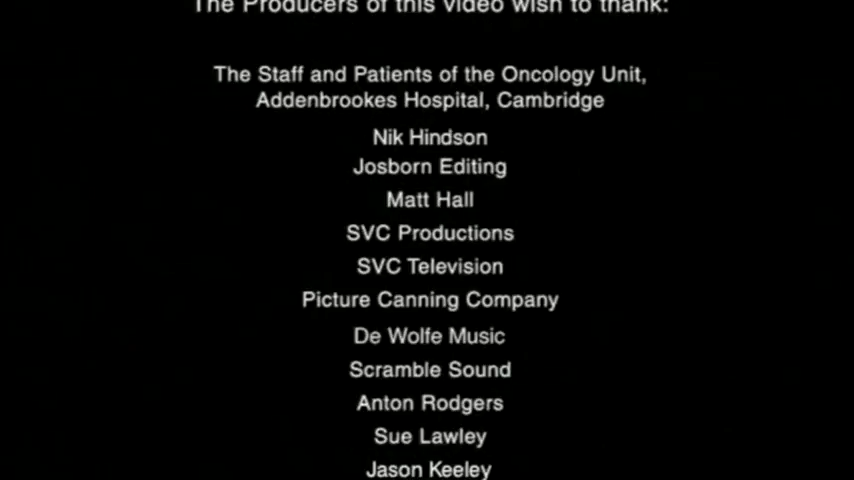 The Producers of this video wish to thank:
The Staff and Patients of the Oncology Unit,
Addenbrookes Hospital, Cambridge
Nik Hindson
Josborn Editing
Matt Hall
SVC Productions
SVC Television
Picture Canning Company
De Wolfe Music
Scramble Sound
Anton Rodgers
Sue Lawley
Jason Keeley